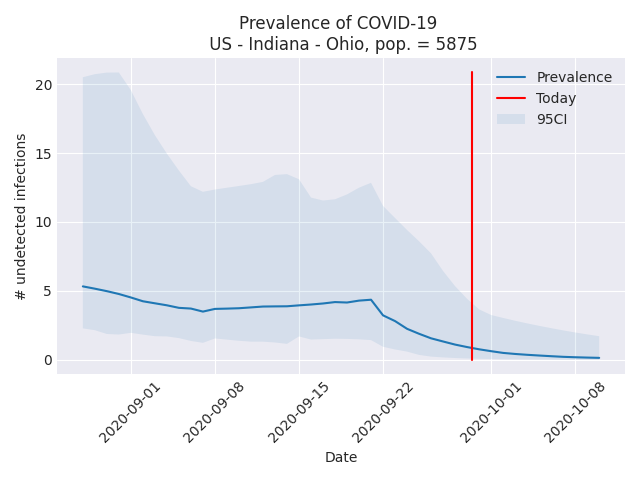 Prevalence of COVID-19
US - Indiana - Ohio, pop. = 5875
Prevalence
Today
95CI
20
15
10
5
0
# undetected infections
2020-09-01
2020-09-08
2020-09-15
2020-09-22
2020-10-01
2020-10-08
Date